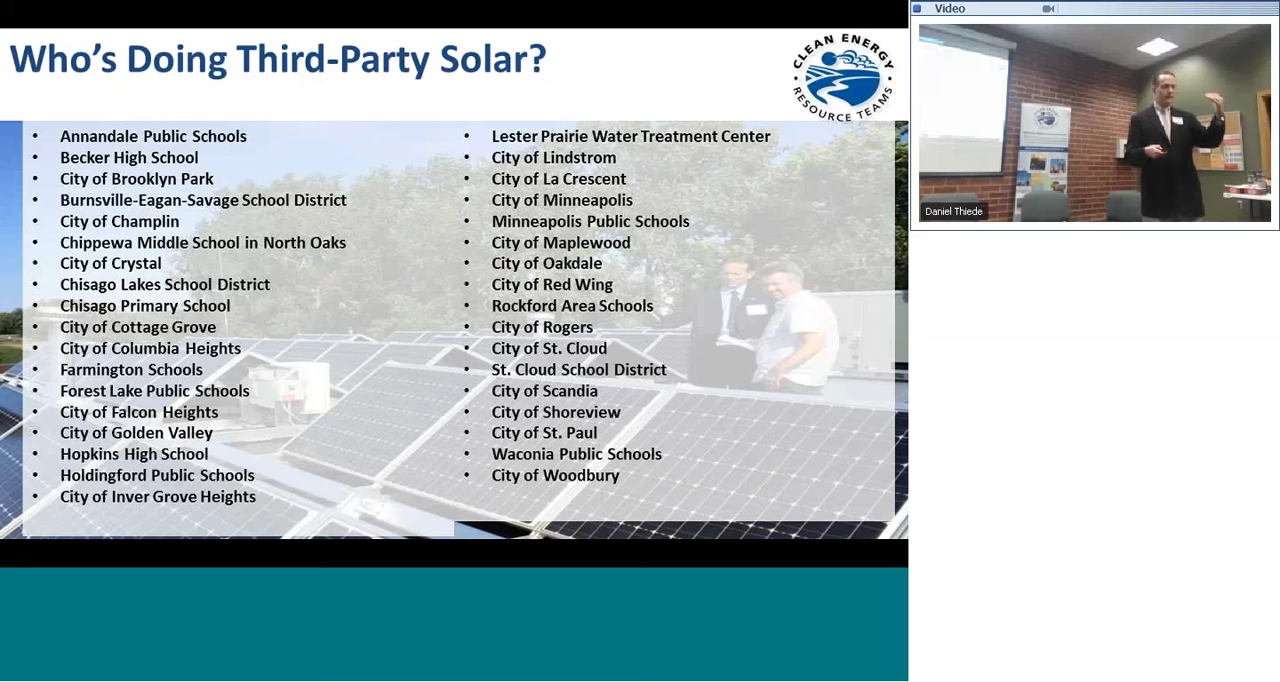 Who's Doing Third-Party Solar?
CLEAN ENERGY
RESOURCE TEAMS
• Annandale Public Schools
• Becker High School
• City of Brooklyn Park
• Burnsville-Eagan-Savage School District
• City of Champlin
• Chippewa Middle School in North Oaks
• City of Crystal
• Chisago Lakes School District
• Chisago Primary School
• City of Cottage Grove
• City of Columbia Heights
• Farmington Schools
• Forest Lake Public Schools
• City of Falcon Heights
• City of Golden Valley
• Hopkins High School
• Holdingford Public Schools
• City of Inver Grove Heights
• Lester Prairie Water Treatment Center
• City of Lindstrom
• City of La Crescent
• City of Minneapolis
• Minneapolis Public Schools
• City of Maplewood
• City of Oakdale
• City of Red Wing
• Rockford Area Schools
• City of Rogers
• City of St. Cloud
• St. Cloud School District
• City of Scandia
• City of Shoreview
• City of St. Paul
• Waconia Public Schools
• City of Woodbury
Video
Daniel Thiede